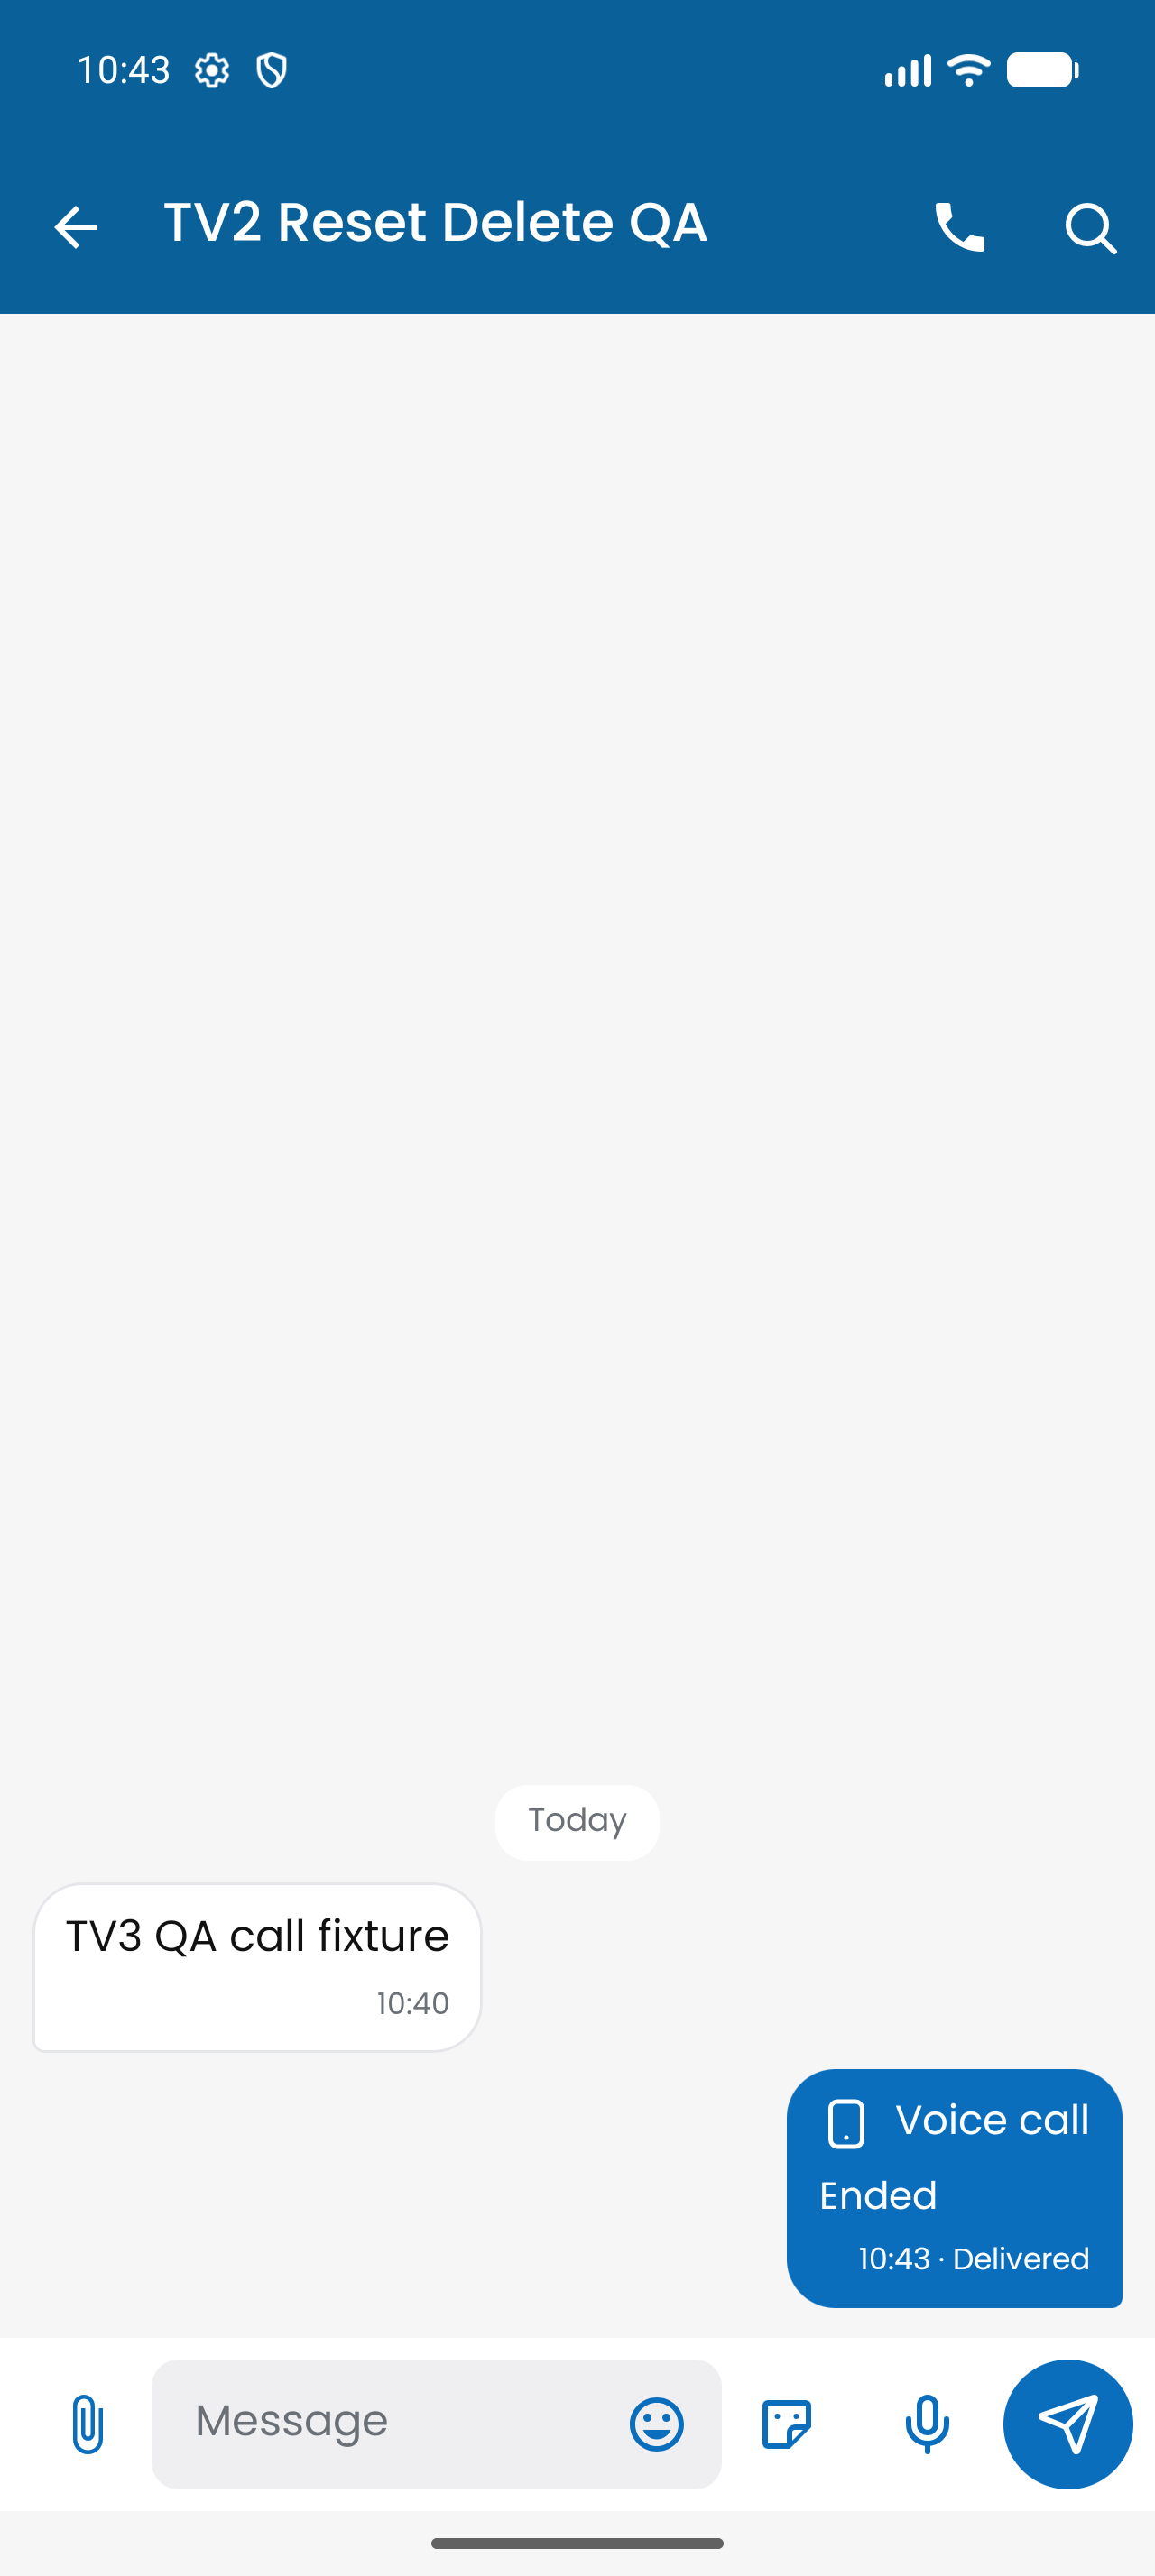 10:43
TV2 Reset Delete QA
Today
TV3 QA call fixture
10:40
Voice call
Ended
10:43 · Delivered
Message